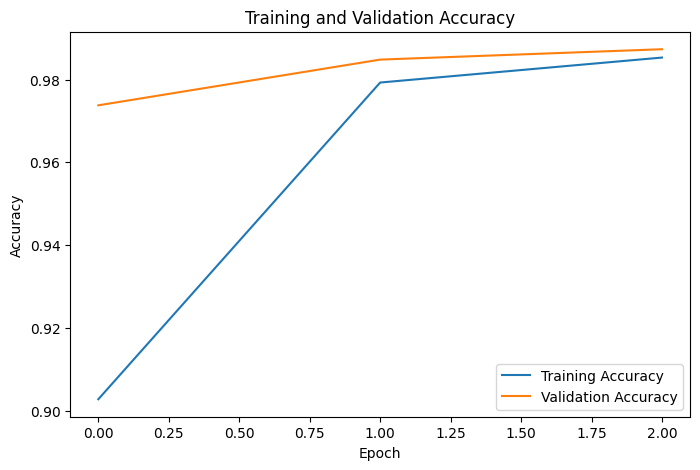 Training and Validation Accuracy
Accuracy
0.98
0.96
0.94
0.92
0.90
Training Accuracy
Validation Accuracy
0.00 0.25 0.50 0.75 1.00 1.25 1.50 1.75 2.00
Epoch